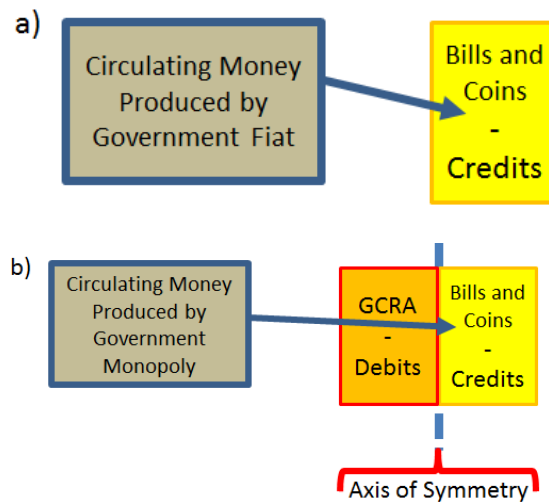 a)
Circulating Money
Produced by
Government Fiat
Bills and
Coins
-
Credits
b)
Circulating Money
Produced by
Government
Monopoly
GCRA
-
Debits
Bills and
Coins
-
Credits
Axis of Symmetry